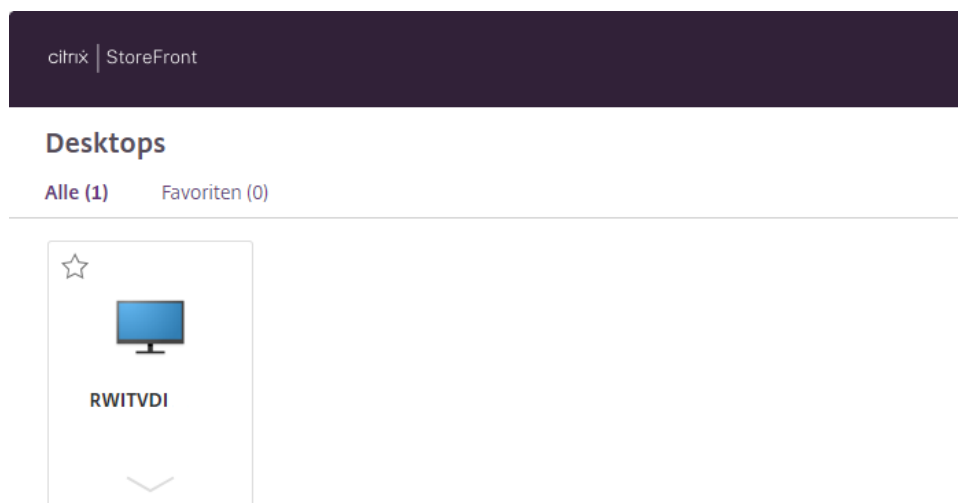 citrix | StoreFront
Desktops
Alle (1) Favoriten (0)
RWITVDI